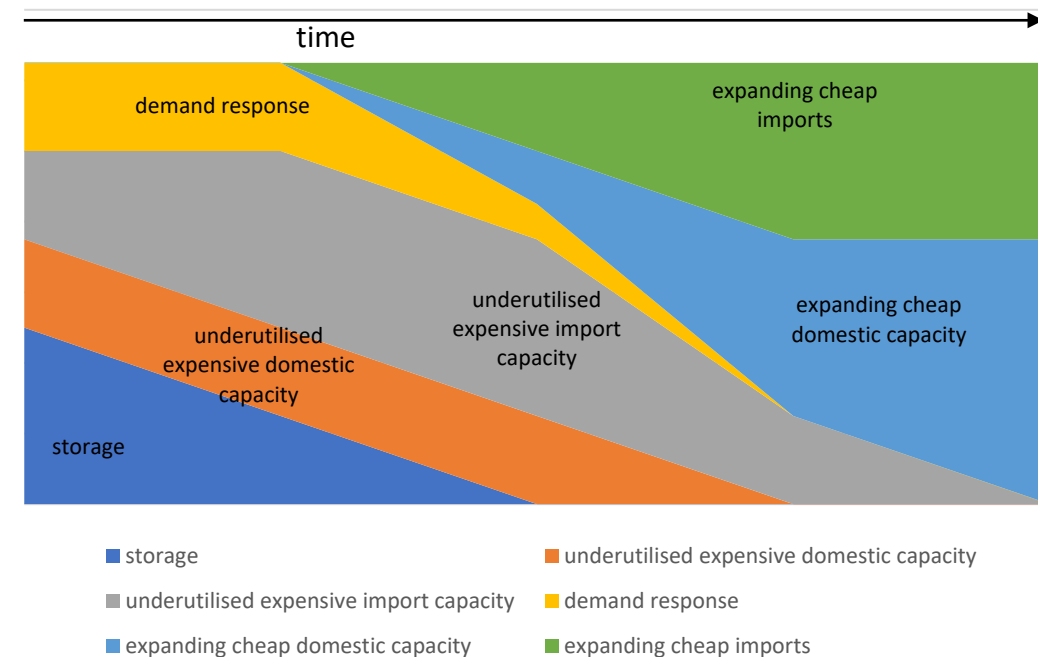 time
demand response
expanding cheap
imports
underutilised
expensive import
capacity
expanding cheap
domestic capacity
underutilised
expensive domestic
capacity
storage
storage
underutilised expensive domestic capacity
underutilised expensive import capacity
demand response
expanding cheap domestic capacity
expanding cheap imports